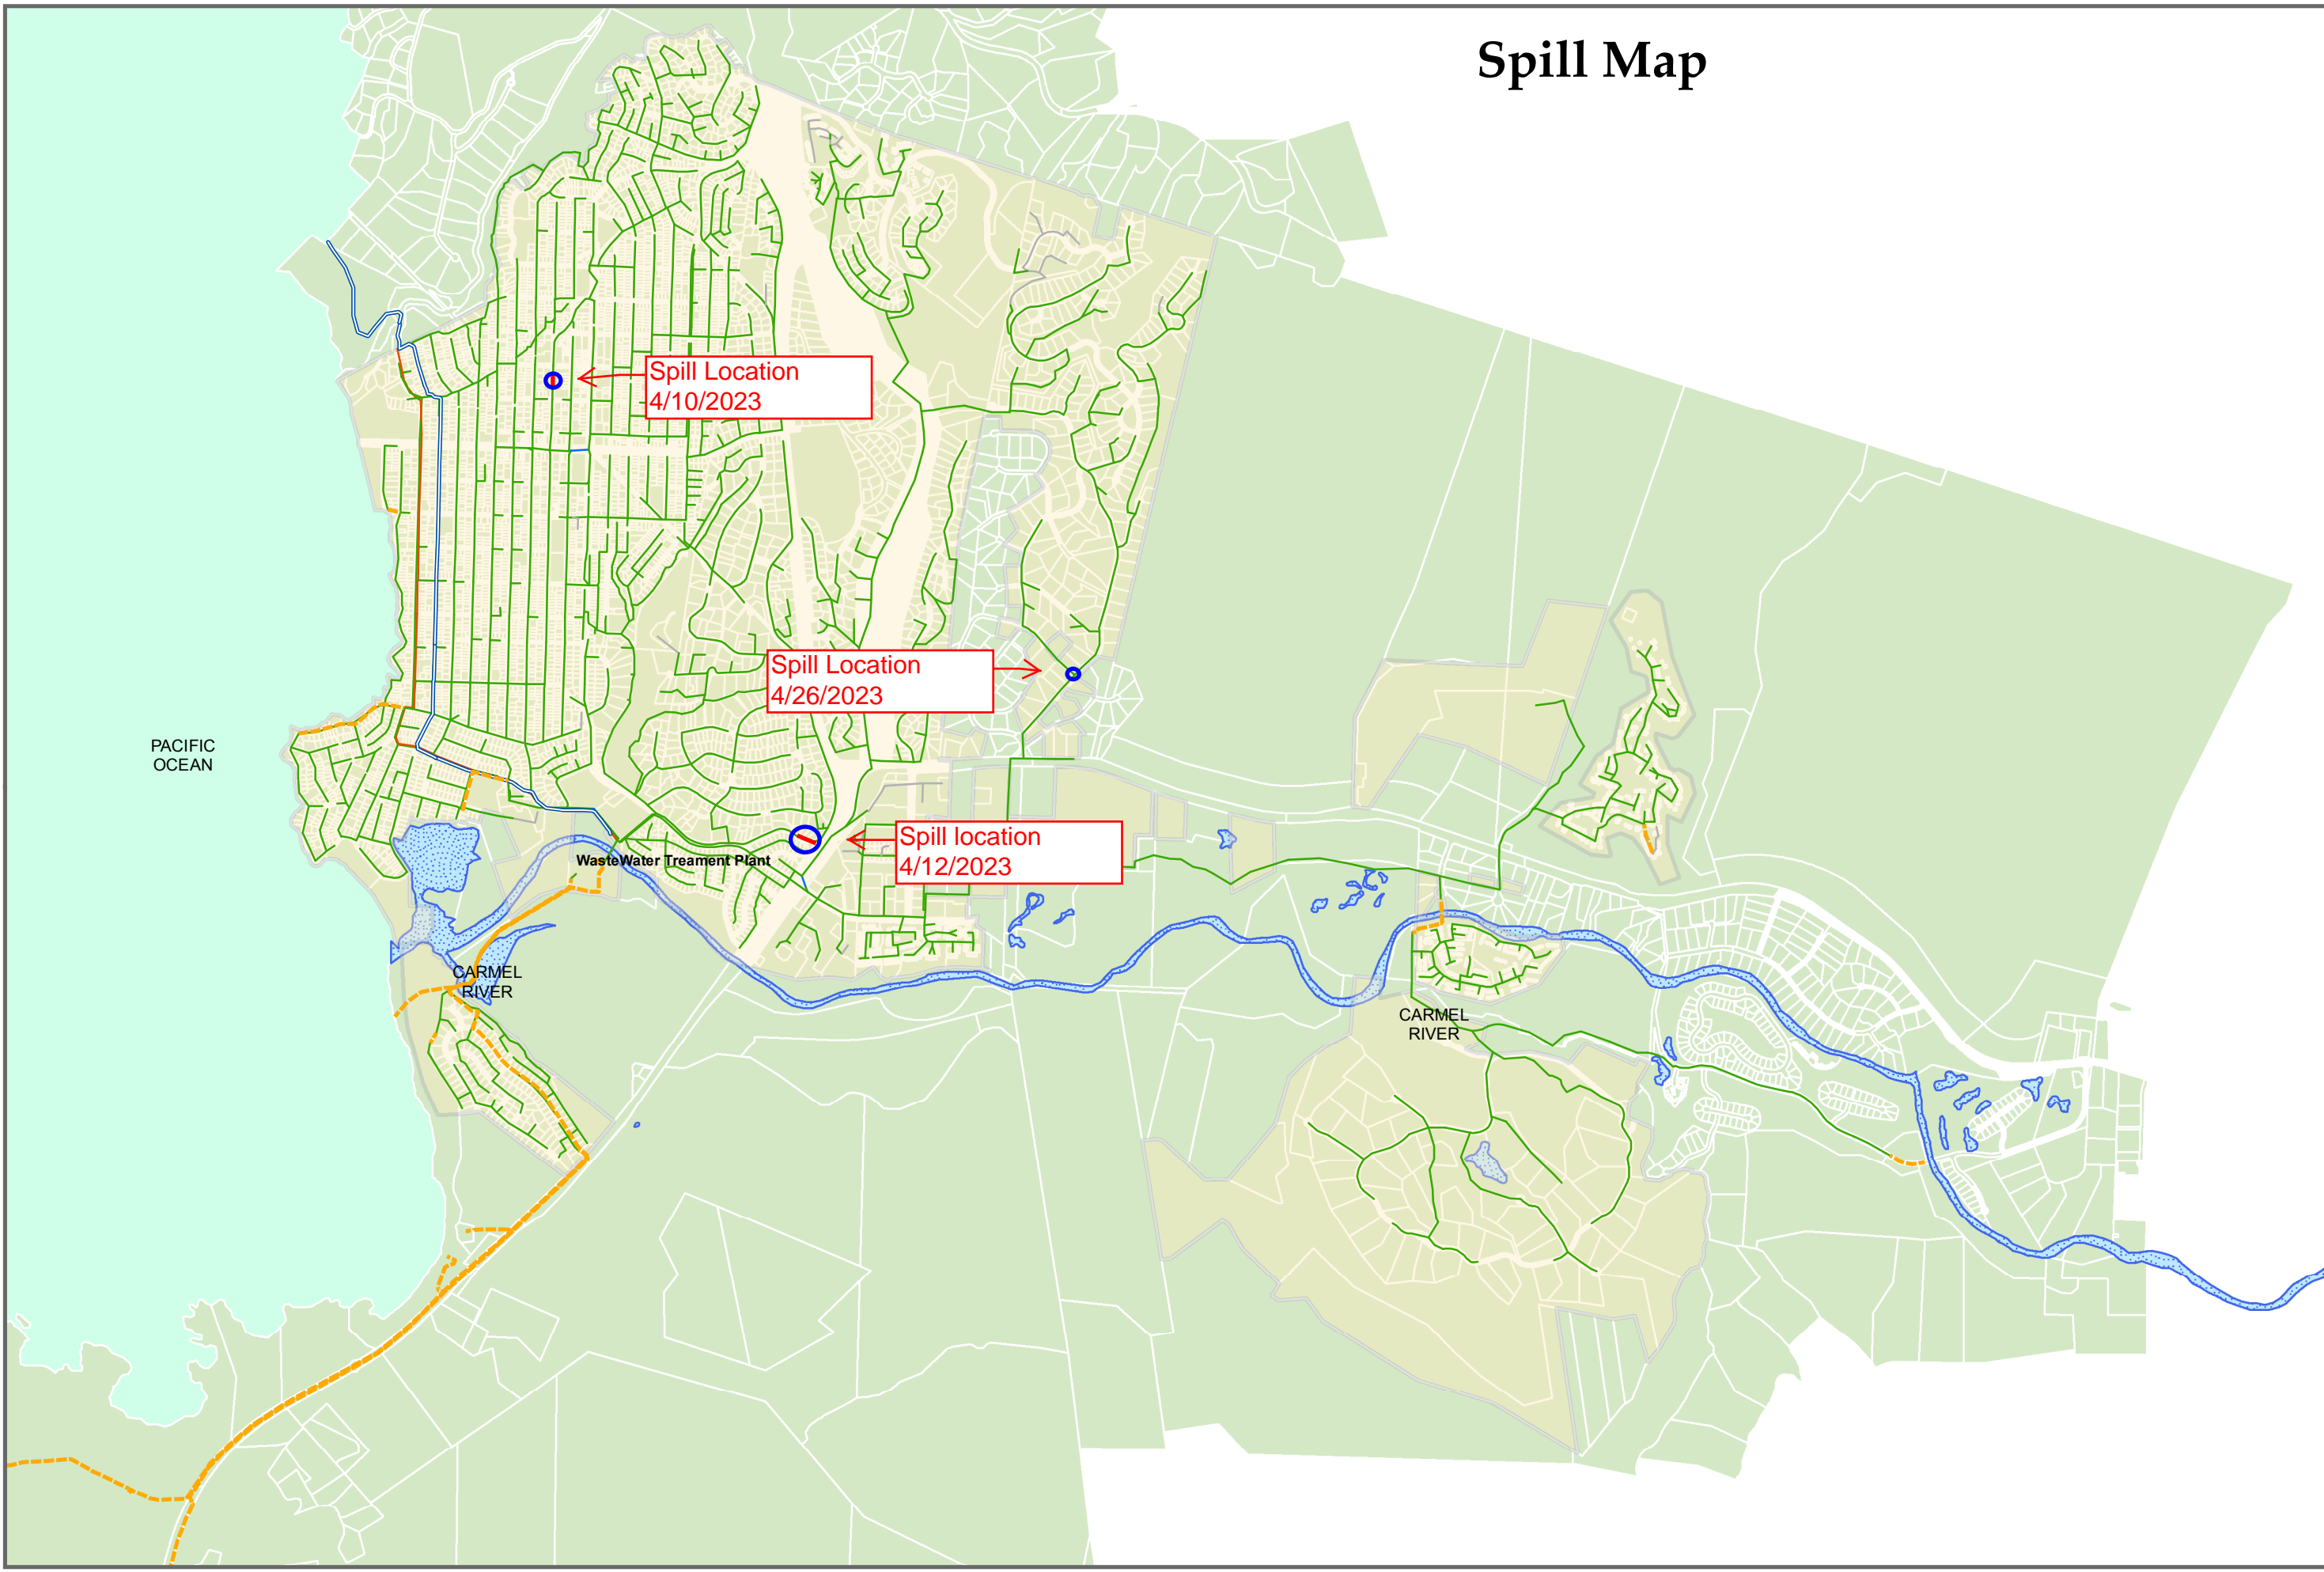 Spill Map
Spill Location
4/10/2023
Spill Location
4/26/2023
PACIFIC
OCEAN
Spill location
4/12/2023
WasteWater Treament Plant
CARMEL
RIVER
CARMEL
RIVER